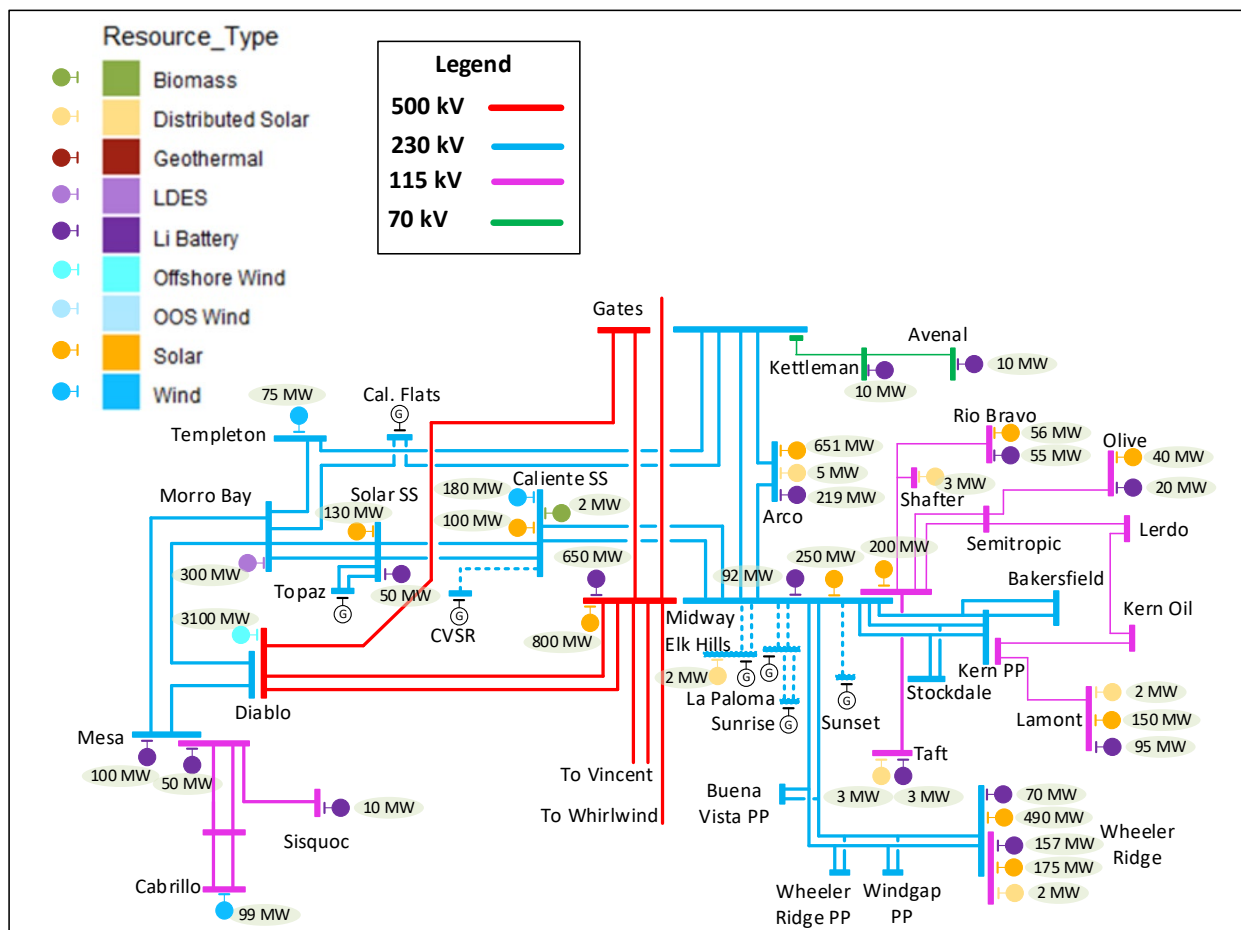 Resource_Type
Biomass
Distributed Solar
Geothermal
LDES
Li Battery
Offshore Wind
OOS Wind
Solar
Wind
Legend
500 kV
230 kV
115 kV
70 kV
Gates
Avenal
Kettleman
10 MW
10 MW
75 MW
Cal. Flats
G
Templeton
Rio Bravo
56 MW
55 MW
Olive
40 MW
20 MW
651 MW
5 MW
219 MW
Arco
3 MW
Shafter
Morro Bay
Solar SS
130 MW
Caliente SS
180 MW
2 MW
100 MW
Semitropic
Lerdo
650 MW
92 MW
250 MW
200 MW
Bakersfield
300 MW
Topaz
G
50 MW
CVSR
G
Kern Oil
3100 MW
800 MW
Midway
Elk Hills
G
G
2 MW
La Paloma
Sunrise
G
Sunset
G
Stockdale
Kern PP
Diablo
Lamont
2 MW
150 MW
95 MW
Mesa
100 MW
50 MW
To Vincent
To Whirlwind
Taft
3 MW
3 MW
Buena
Vista PP
10 MW
Sisquoc
70 MW
490 MW
Wheeler
Ridge
157 MW
175 MW
2 MW
Cabrillo
99 MW
Wheeler
Ridge PP
Windgap
PP